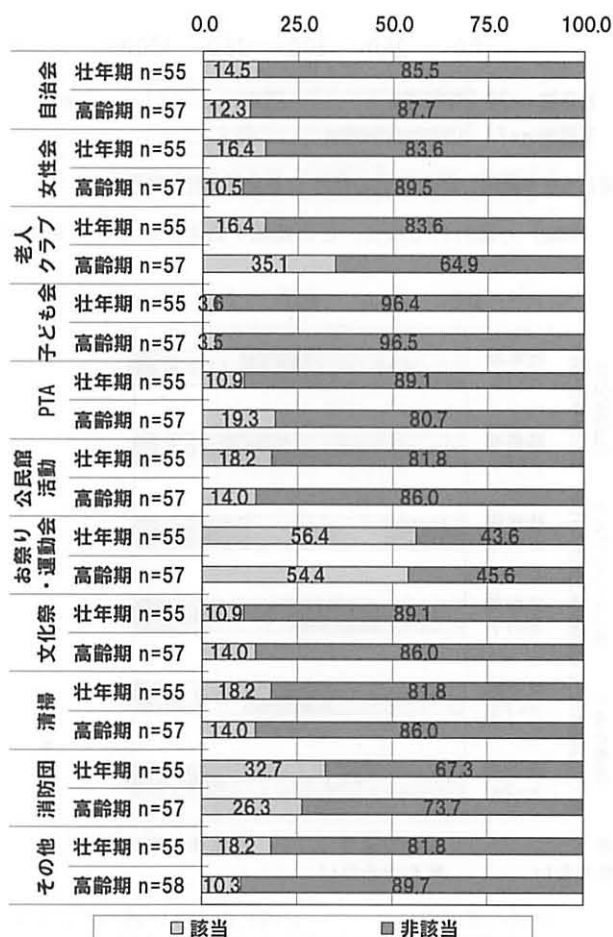 0.0 25.0 50.0 75.0 100.0
自治会
壮年期 n=55 14.5 85.5
高齢期 n=57 12.3 87.7
女性会
壮年期 n=55 16.4 83.6
高齢期 n=57 10.5 89.5
老人
クラブ
壮年期 n=55 16.4 83.6
高齢期 n=57 35.1 64.9
子ども会
壮年期 n=55 3.6 96.4
高齢期 n=57 3.5 96.5
PTA
壮年期 n=55 10.9 89.1
高齢期 n=57 19.3 80.7
公民館
活動
壮年期 n=55 18.2 81.8
高齢期 n=57 14.0 86.0
お祭り
・運動会
壮年期 n=55 56.4 43.6
高齢期 n=57 54.4 45.6
文化祭
壮年期 n=55 10.9 89.1
高齢期 n=57 14.0 86.0
清掃
壮年期 n=55 18.2 81.8
高齢期 n=57 14.0 86.0
消防団
壮年期 n=55 32.7 67.3
高齢期 n=57 26.3 73.7
その他
壮年期 n=55 18.2 81.8
高齢期 n=58 10.3 89.7
該当 非該当